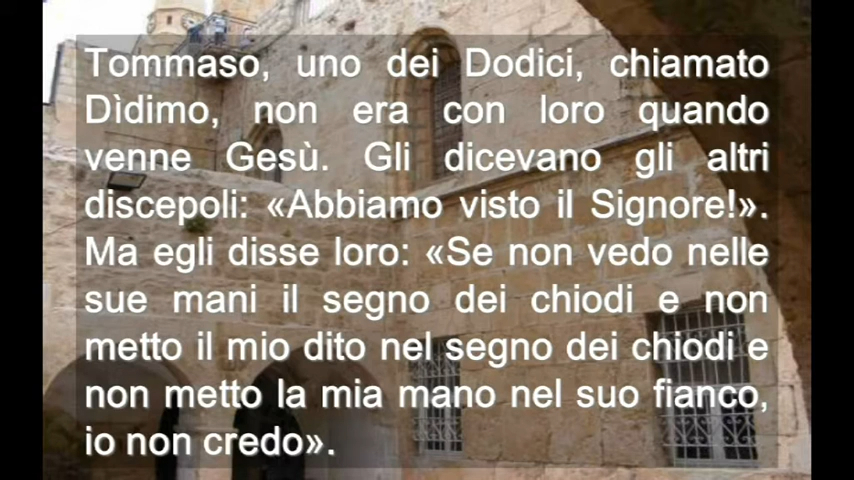 Tommaso, uno dei Dodici, chiamato
Dìdimo, non era con loro quando
venne Gesù. Gli dicevano gli altri
discepoli: «Abbiamo visto il Signore!».
Ma egli disse loro: «Se non vedo nelle
sue mani il segno dei chiodi e non
metto il mio dito nel segno dei chiodi e
non metto la mia mano nel suo fianco,
io non credo».